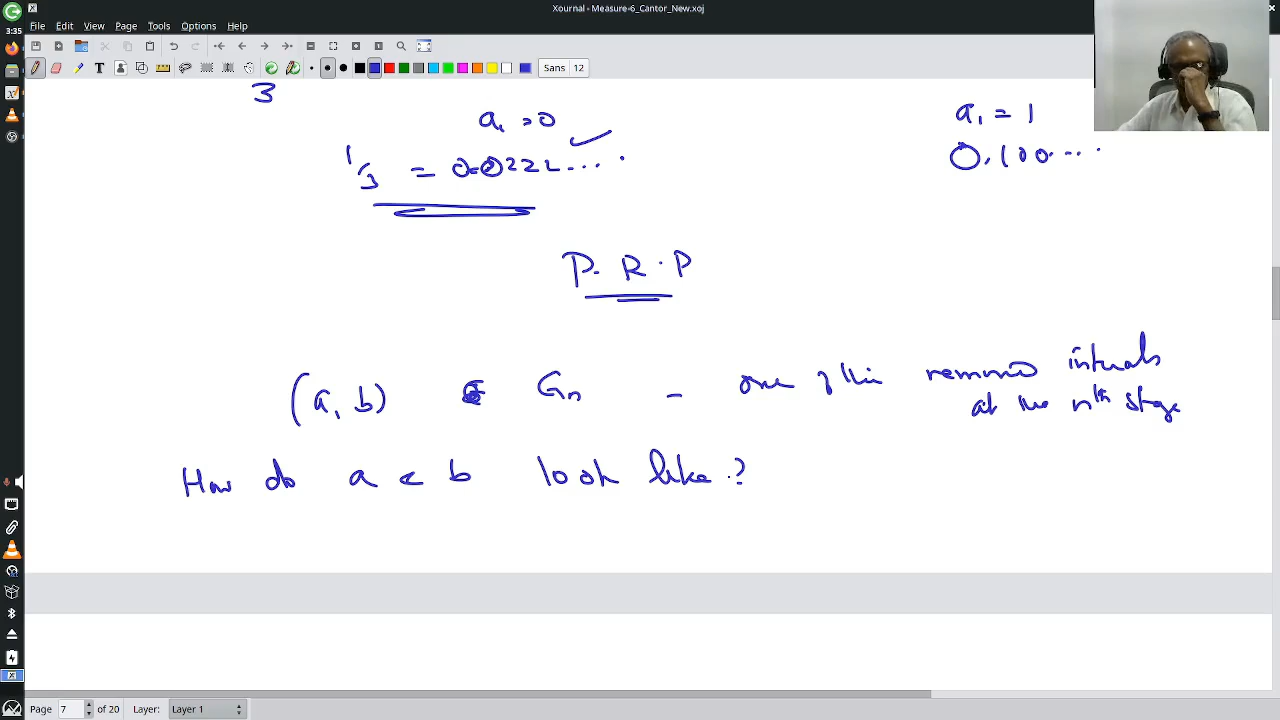 Xournal - Measure-6_Cantor_New.xoj
3:35
File Edit View Page Tools Options Help
Sans 12
3
a₁ = 0
a₁ = 1
1/3 = 0.0222....
0.100....
P. R. P
(a, b) Gn - one of the removed intervals
at the nth stage
How do a < b look like?
Page 7 of 20 Layer: Layer 1